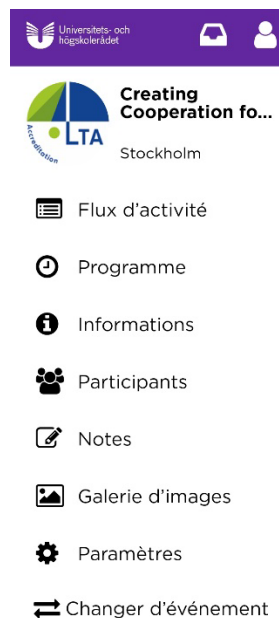 Universitets- och
högskolerådet
Creating
Cooperation fo...
LTA
Accreditation
Stockholm
Flux d'activité
Programme
Informations
Participants
Notes
Galerie d'images
Paramètres
Changer d'événement